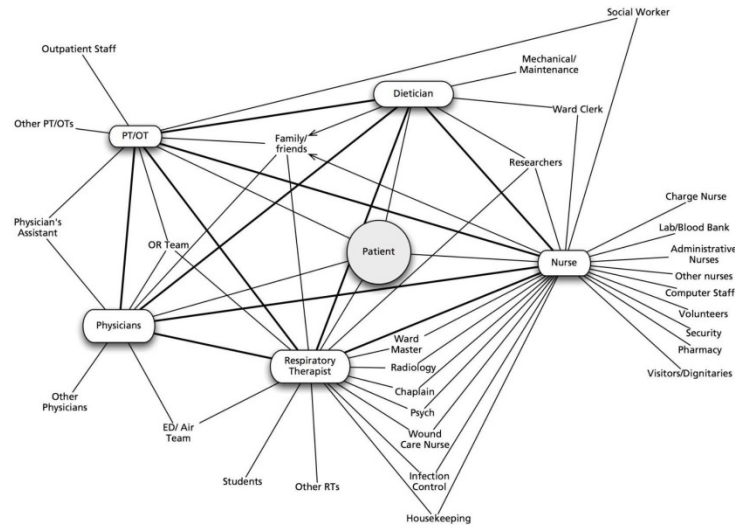 Social Worker
Outpatient Staff
Mechanical/
Maintenance
Dietician
Ward Clerk
Other PT/OTs
PT/OT
Family/
friends
Researchers
Charge Nurse
Physician's
Assistant
Lab/Blood Bank
OR Team
Patient
Administrative
Nurses
Nurse
Other nurses
Computer Staff
Volunteers
Physicians
Security
Ward
Master
Pharmacy
Respiratory
Therapist
Radiology
Visitors/Dignitaries
Chaplain
Other
Physicians
Psych
ED/ Air
Team
Wound
Care Nurse
Students
Other RTs
Infection
Control
Housekeeping